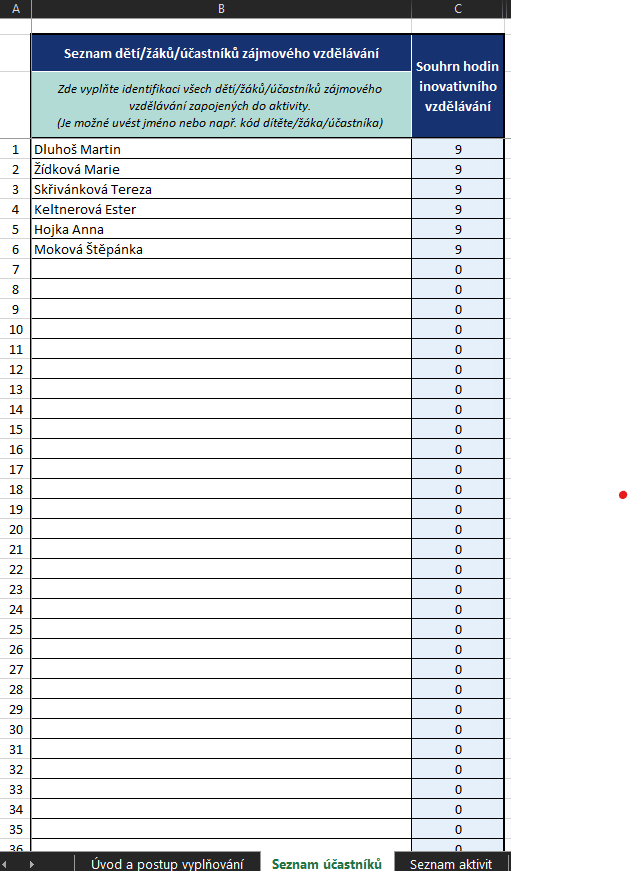 A B C
Seznam dětí/žáků/účastníků zájmového vzdělávání
Souhrn hodin
inovativního
vzdělávání
Zde vyplňte identifikaci všech dětí/žáků/účastníků zájmového
vzdělávání zapojených do aktivity.
(Je možné uvést jméno nebo např. kód dítěte/žáka/účastníka)
1 Dluhoš Martin 9
2 Žídková Marie 9
3 Skřivánková Tereza 9
4 Keltnerová Ester 9
5 Hojka Anna 9
6 Moková Štěpánka 9
7 0
8 0
9 0
10 0
11 0
12 0
13 0
14 0
15 0
16 0
17 0
18 0
19 0
20 0
21 0
22 0
23 0
24 0
25 0
26 0
27 0
28 0
29 0
30 0
31 0
32 0
33 0
34 0
35 0
36 0
Úvod a postup vyplňování Seznam účastníků Seznam aktivit